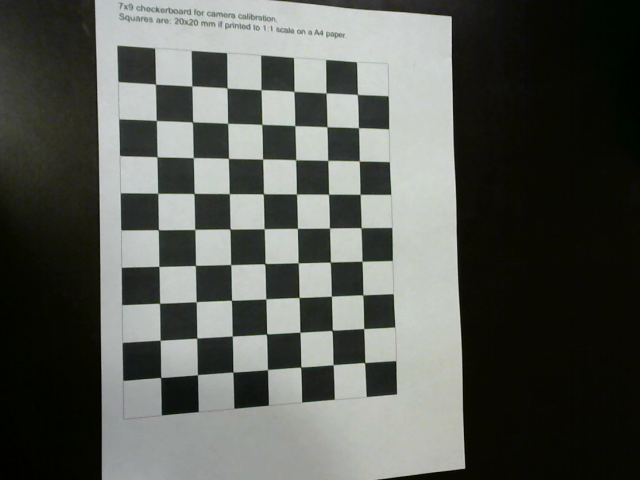 7x9 checkerboard for camera calibration.
Squares are: 20x20 mm if printed to 1:1 scale on a A4 paper